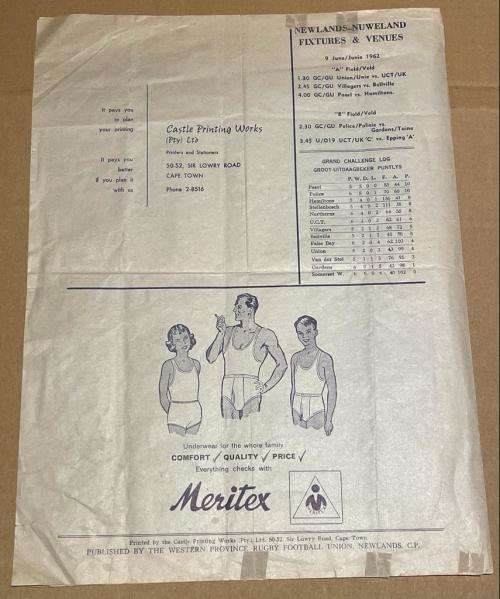 NEWLANDS-NUWELAND
FIXTURES & VENUES
9 June/Junie 1962
"A" Field/Veld
1.30 GC/GU Union/Unie vs. UCT/UK
2.45 GC/GU Villagers vs. Bellville
4.00 GC/GU Paarl vs. Hamiltons.
"B" Field/Veld
2.30 GC/GU Police/Polisie vs.
Gardens/Tuine
3.45 U/O19 UCT/UK'C' vs. Epping 'A'
It pays you
to plan
your printing
It pays you
better
if you plan it
with us
Castle Printing Works
(Pty) Ltd
Printers and Stationers
50-52, SIR LOWRY ROAD
CAPE TOWN
Phone 2-8516
GRAND CHALLENGE LOG
GROOT-UITDAAGBEKER PUNTLYS
P. W. D. L. F. A. P.
Paarl
Police
Hamiltons
Stellenbosch
Northerns
U.C.T.
Villagers
Bellville
False Bay
Union
Van der Stel
Gardens
Somerset W.
Underwear for the whole family
COMFORT ✓ QUALITY ✓ PRICE ✓
Everything checks with
Meritex
Printed by the Castle Printing Works (Pty) Ltd. 50-52, Sir Lowry Road, Cape Town
PUBLISHED BY THE WESTERN PROVINCE RUGBY FOOTBALL UNION, NEWLANDS, C.P.